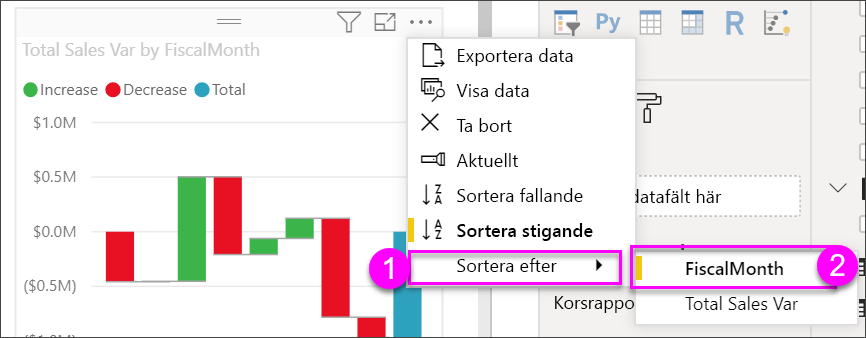 Total Sales Var by FiscalMonth
Increase Decrease Total
$1.0M
$0.5M
$0.0M
($0.5M)
($1.0M)
Exportera data
Visa data
Ta bort
Aktuellt
Sortera fallande
Sortera stigande
1 Sortera efter
Py R
datafält här
FiscalMonth 2
Korsrappo
Total Sales Var